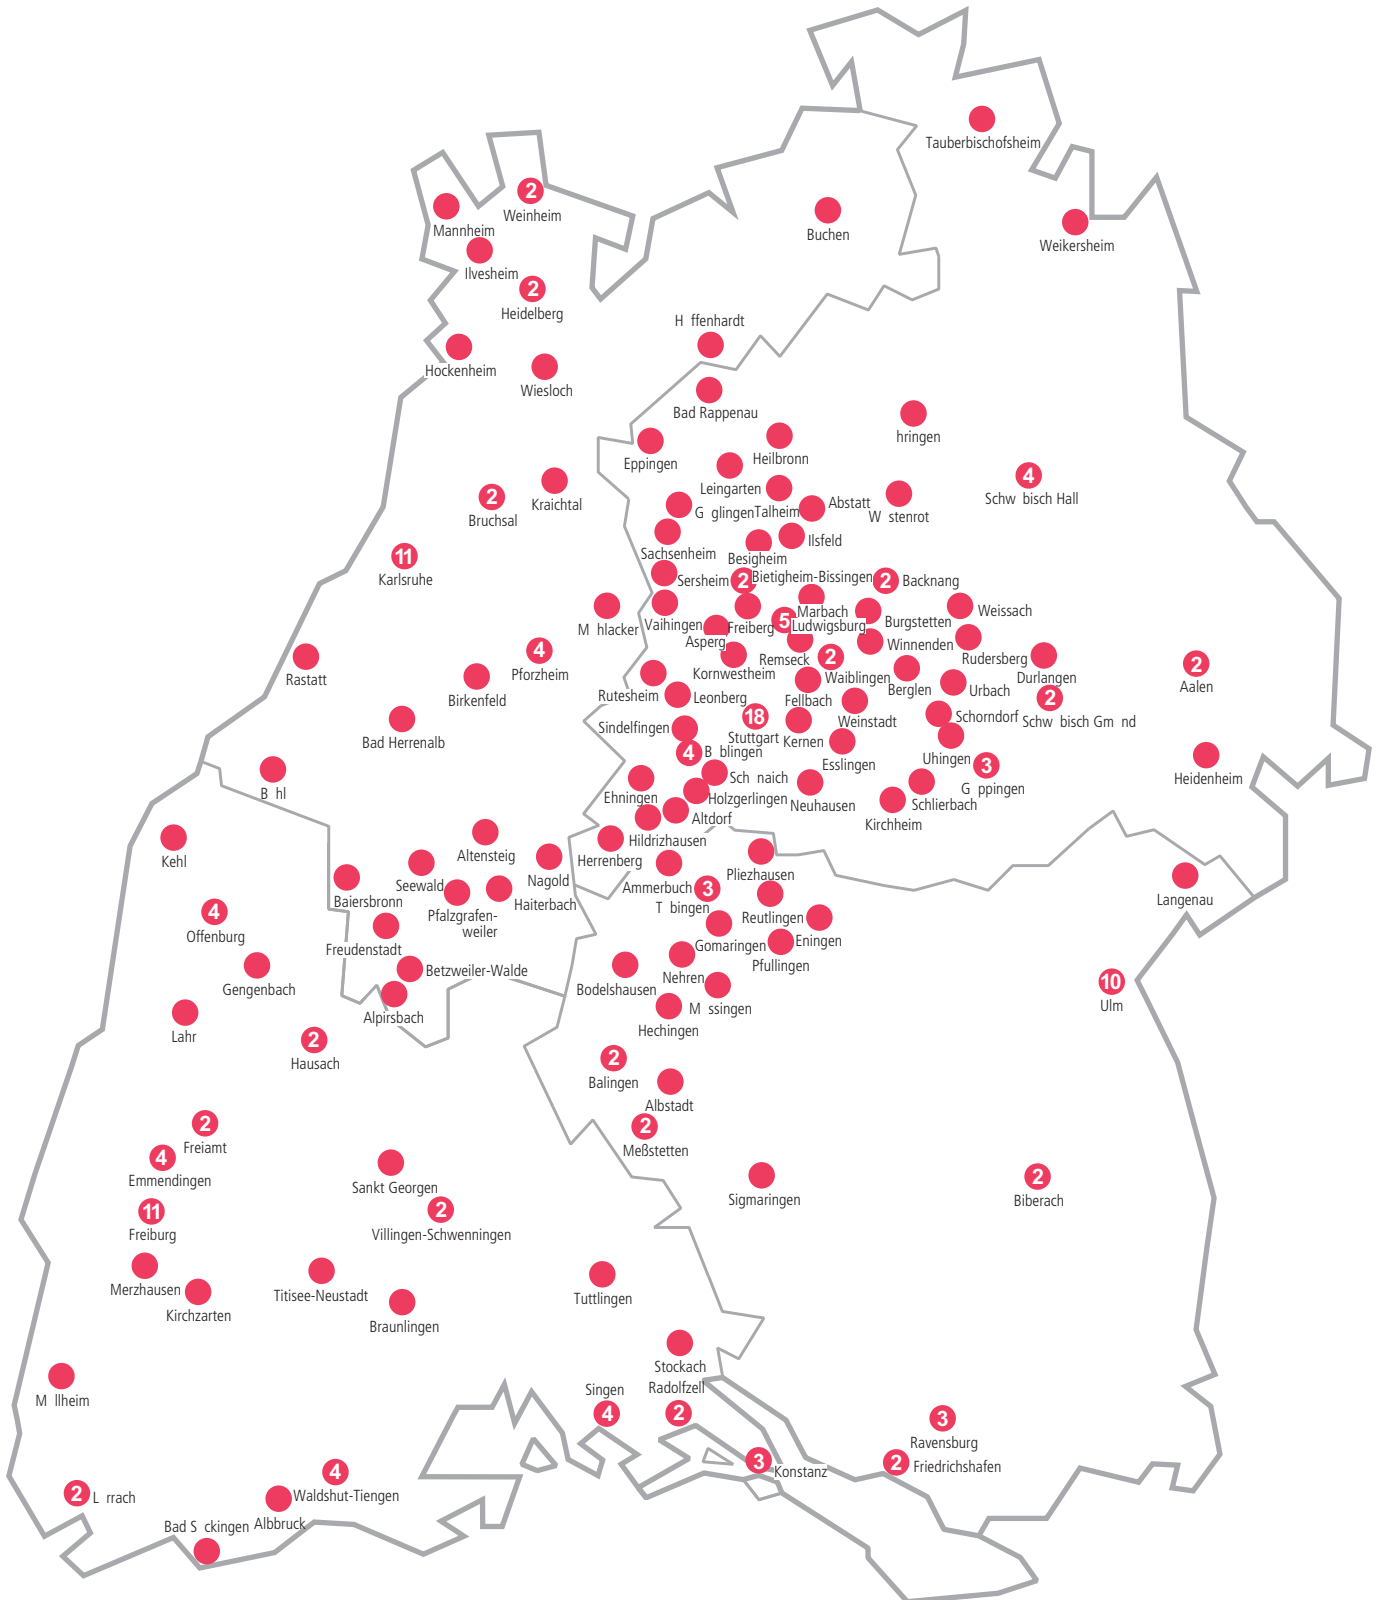 Tauberbischofsheim
2
Weinheim
Mannheim
Buchen
Weikersheim
Ilvesheim
2
Heidelberg
H ffenhardt
Hockenheim
Wiesloch
Bad Rappenau
hringen
Heilbronn
Eppingen
Leingarten
4
Schw bisch Hall
Kraichtal
2
Bruchsal
G glingen
Talheim
Abstatt
W stenrot
Ilsfeld
Sachsenheim
Besigheim
11
Karlsruhe
Sersheim
2
Bietigheim-Bissingen
2
Backnang
M hlacker
Vaihingen
Freiberg
Marbach
Burgstetten
Weissach
5
Ludwigsburg
Asperg
Winnenden
Rudersberg
4
Pforzheim
Kornwestheim
Remseck
2
Waiblingen
Durlangen
2
Aalen
Rastatt
Birkenfeld
Rutesheim
Leonberg
Fellbach
Berglen
Urbach
2
Schw bisch Gm nd
Weinstadt
Schorndorf
Bad Herrenalb
Sindelfingen
18
Stuttgart
Kernen
Esslingen
Uhingen
4
B blingen
Heidenheim
3
G ppingen
B hl
Sch naich
Ehningen
Holzgerlingen
Neuhausen
Schlierbach
Kirchheim
Altdorf
Hildrizhausen
Kehl
Altensteig
Herrenberg
Nagold
Pliezhausen
Seewald
Ammerbuch
Baiersbronn
Haiterbach
Pfalzgrafen-
weiler
3
T bingen
Reutlingen
Langenau
4
Offenburg
Freudenstadt
Gomaringen
Eningen
Pfullingen
Gengenbach
Betzweiler-Walde
Nehren
Bodelshausen
10
Ulm
Alpirsbach
M ssingen
Lahr
Hechingen
2
Hausach
2
Balingen
Albstadt
2
Freiamt
2
Meßstetten
4
Emmendingen
Sankt Georgen
Sigmaringen
2
Biberach
11
Freiburg
2
Villingen-Schwenningen
Merzhausen
Titisee-Neustadt
Tuttlingen
Kirchzarten
Braunlingen
Stockach
M llheim
Singen
4
Radolfzell
2
3
Ravensburg
3
Konstanz
2
Friedrichshafen
4
Waldshut-Tiengen
2
L rrach
Albbruck
Bad S ckingen